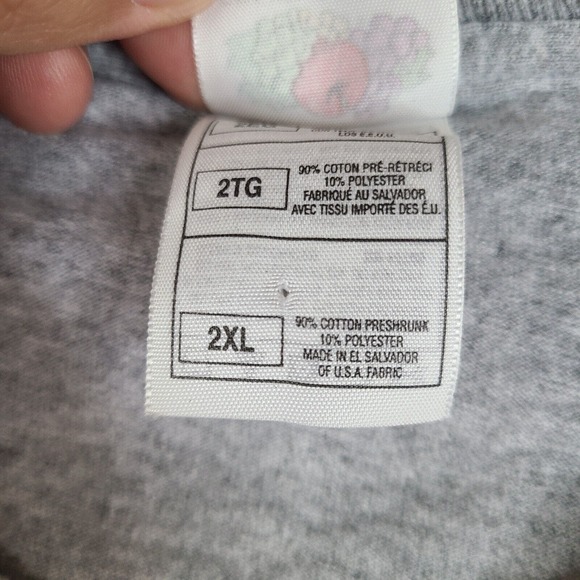 2TG
90% COTON PRÉ-RÉTRÉCI
10% POLYESTER
FABRIQUÉ AU SALVADOR
AVEC TISSU IMPORTÉ DES É.U.
2XL
90% COTTON PRESHRUNK
10% POLYESTER
MADE IN EL SALVADOR
OF U.S.A. FABRIC